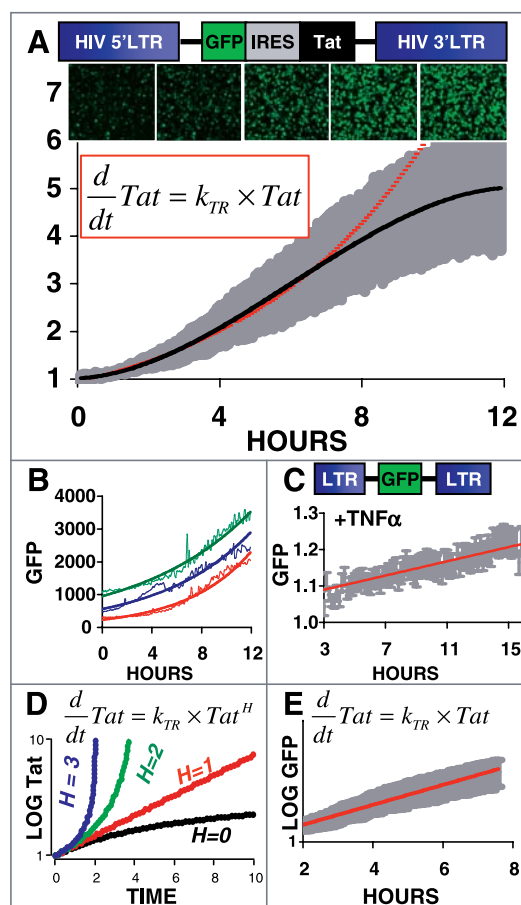 A
HIV 5'LTR GFP IRES Tat HIV 3'LTR
7
6
5
4
3
2
1
d/dt Tat = k_TR × Tat
0 4 8 12
HOURS
B
4000
3000
2000
1000
0
GFP
0 4 8 12
HOURS
C
LTR GFP LTR
+TNFα
1.3
1.2
1.1
1.0
GFP
3 7 11 15
HOURS
D
d/dt Tat = k_TR × Tat^H
10
1
LOG Tat
H = 3
H=2
H=1
H=0
0 2 4 6 8 10
TIME
E
d/dt Tat = k_TR × Tat
LOG GFP
1
2 4 6 8
HOURS